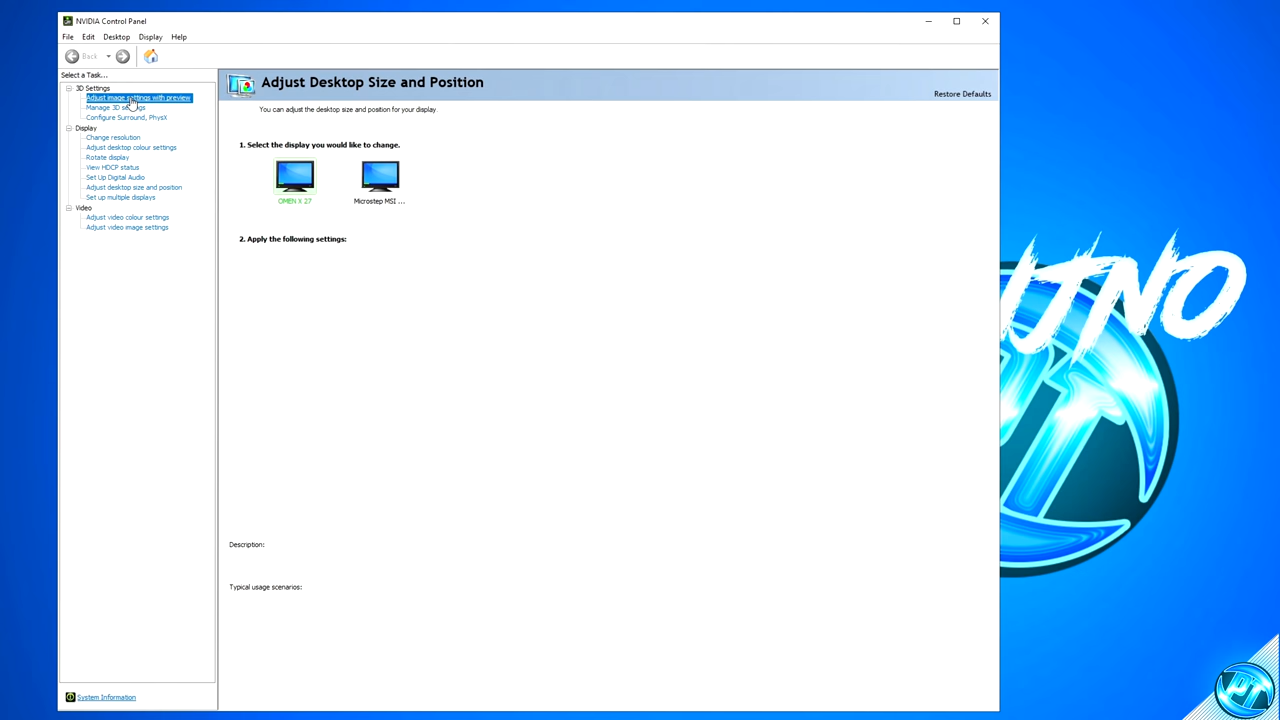 NVIDIA Control Panel
File Edit Desktop Display Help
Back
Select a Task...
3D Settings
Adjust image settings with preview
Manage 3D settings
Configure Surround, PhysX
Display
Change resolution
Adjust desktop colour settings
Rotate display
View HDCP status
Set Up Digital Audio
Adjust desktop size and position
Set up multiple displays
Video
Adjust video colour settings
Adjust video image settings
System Information
Adjust Desktop Size and Position
Restore Defaults
You can adjust the desktop size and position for your display.
1. Select the display you would like to change.
OMEN X 27
Microstep MSI ...
2. Apply the following settings:
Description:
Typical usage scenarios: